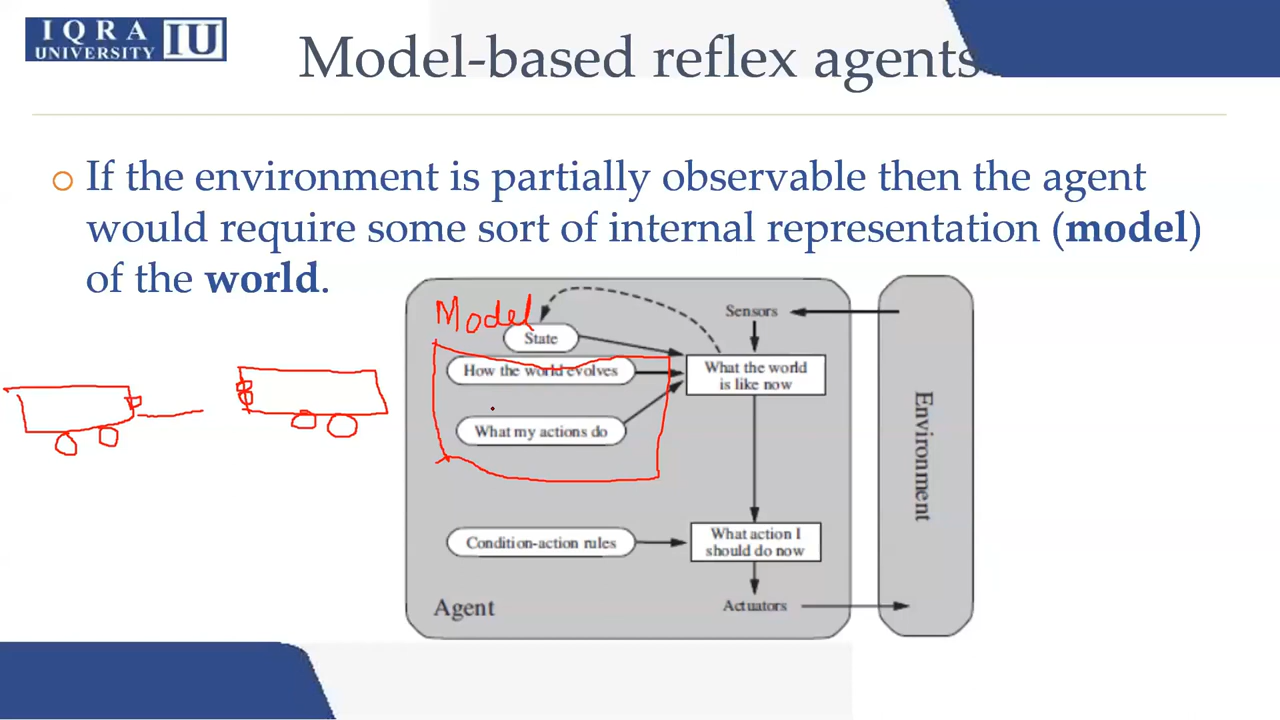 IQRA
UNIVERSITY IU
Model-based reflex agents
If the environment is partially observable then the agent
would require some sort of internal representation (model)
of the world.
Model
State
How the world evolves
What my actions do
Condition-action rules
Agent
Sensors
What the world
is like now
What action I
should do now
Actuators
Environment